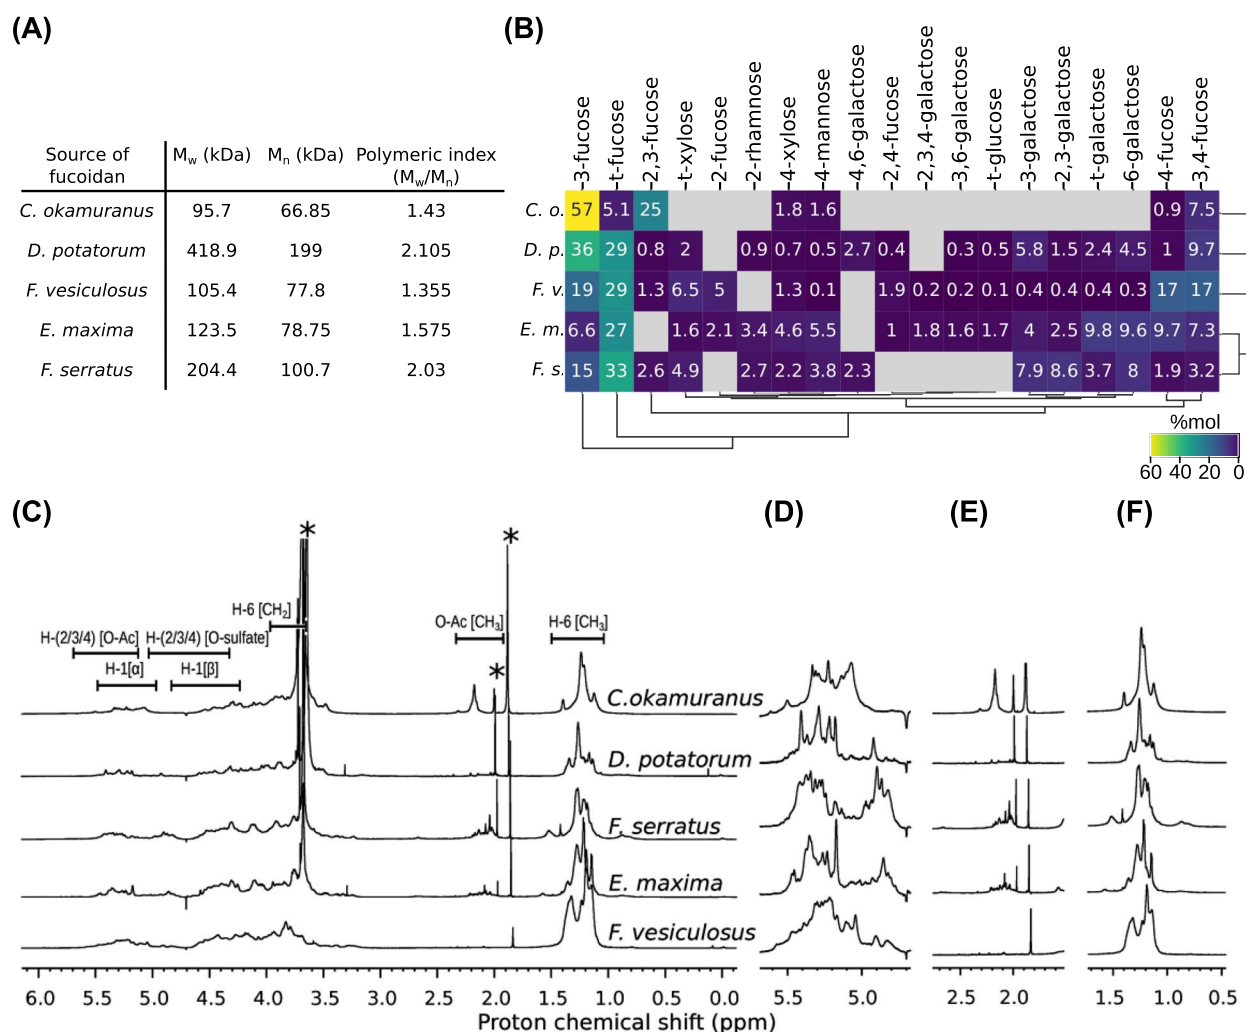 (A)
Source of fucoidan M_w (kDa) M_n (kDa) Polymeric index (M_w/M_n)
C. okamuranus 95.7 66.85 1.43
D. potatorum 418.9 199 2.105
F. vesiculosus 105.4 77.8 1.355
E. maxima 123.5 78.75 1.575
F. serratus 204.4 100.7 2.03
(B)
3-fucose
t-fucose
2,3-fucose
t-xylose
2-fucose
2-rhamnose
4-xylose
4-mannose
4,6-galactose
2,4-fucose
2,3,4-galactose
3,6-galactose
t-glucose
3-galactose
2,3-galactose
t-galactose
6-galactose
4-fucose
3,4-fucose
C. o. 57 5.1 25 1.8 1.6 0.9 7.5
D. p. 36 29 0.8 2 0.9 0.7 0.5 2.7 0.4 0.3 0.5 5.8 1.5 2.4 4.5 1 9.7
F. v. 19 29 1.3 6.5 5 1.3 0.1 1.9 0.2 0.2 0.1 0.4 0.4 0.4 0.3 17 17
E. m. 6.6 27 1.6 2.1 3.4 4.6 5.5 1 1.8 1.6 1.7 4 2.5 9.8 9.6 9.7 7.3
F. s. 15 33 2.6 4.9 2.7 2.2 3.8 2.3 7.9 8.6 3.7 8 1.9 3.2
%mol
60 40 20 0
(C)
* *
H-6 [CH₂]
O-Ac [CH₃]
H-6 [CH₃]
H-(2/3/4) [O-Ac] H-(2/3/4) [O-sulfate]
H-1[α] H-1[β]
*
C.okamuranus
D. potatorum
F. serratus
E. maxima
F. vesiculosus
6.0 5.5 5.0 4.5 4.0 3.5 3.0 2.5 2.0 1.5 1.0 0.5 0.0
Proton chemical shift (ppm)
(D)
5.5 5.0
(E)
2.5 2.0
(F)
1.5 1.0 0.5